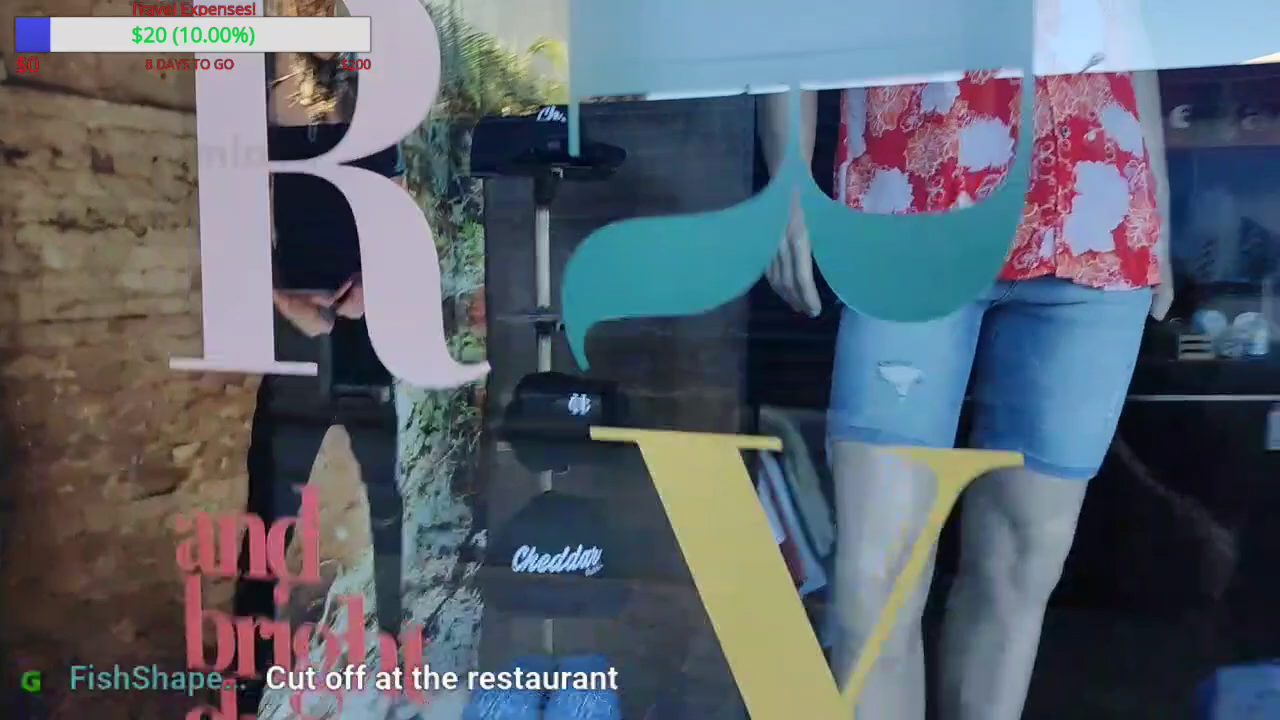 Travel Expenses!
$20 (10.00%)
$0 8 DAYS TO GO $200
R
Y
Cheddar
and
bright
FishShape... Cut off at the restaurant